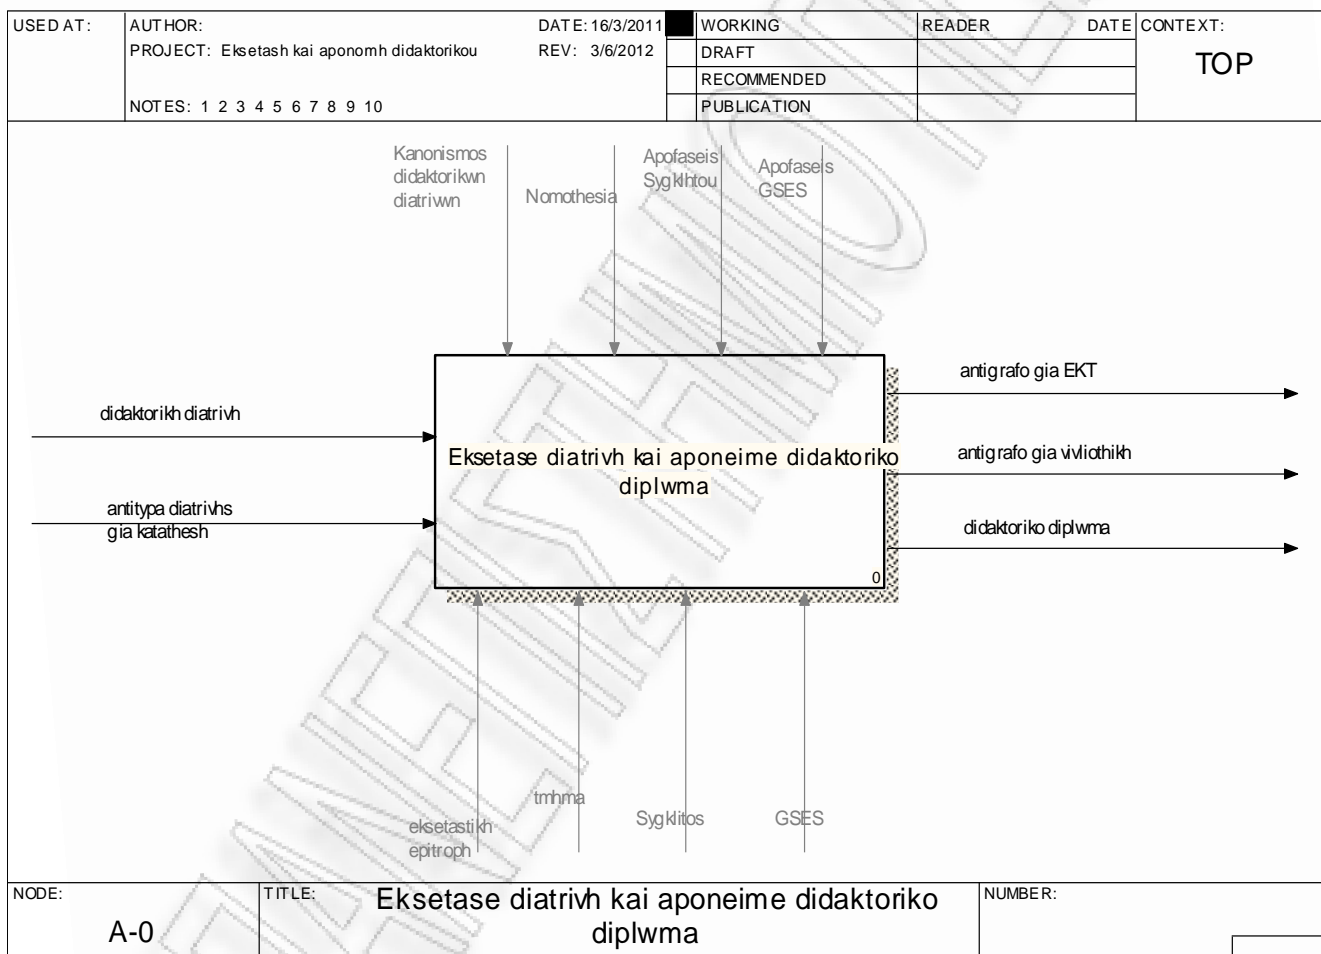 USED AT:
AUTHOR:
DATE: 16/3/2011
WORKING
READER
DATE
CONTEXT:
PROJECT: Eksetash kai aponomh didaktorikou
REV: 3/6/2012
DRAFT
TOP
RECOMMENDED
NOTES: 1 2 3 4 5 6 7 8 9 10
PUBLICATION
Kanonismos
didaktorikwn
diatrivwn
Nomothesia
Apofaseis
Sygklhtou
Apofaseis
GSES
didaktorikh diatrivh
antitypa diatrivhs
gia katathesh
Eksetase diatrivh kai aponeime didaktoriko
diplwma
0
antigrafo gia EKT
antigrafo gia vivliothikh
didaktoriko diplwma
eksetastikh
epitroph
tmhma
Sygklitos
GSES
NODE:
A-0
TITLE:
Eksetase diatrivh kai aponeime didaktoriko
diplwma
NUMBER: